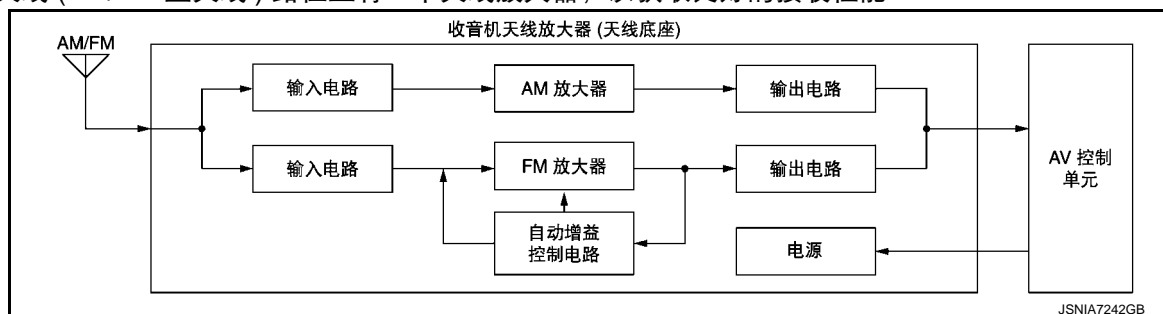 收音机天线放大器 (天线底座)
AM/FM
输入电路
AM 放大器
输出电路
输入电路
FM 放大器
输出电路
AV 控制
单元
自动增益
控制电路
电源
JSNIA7242GB